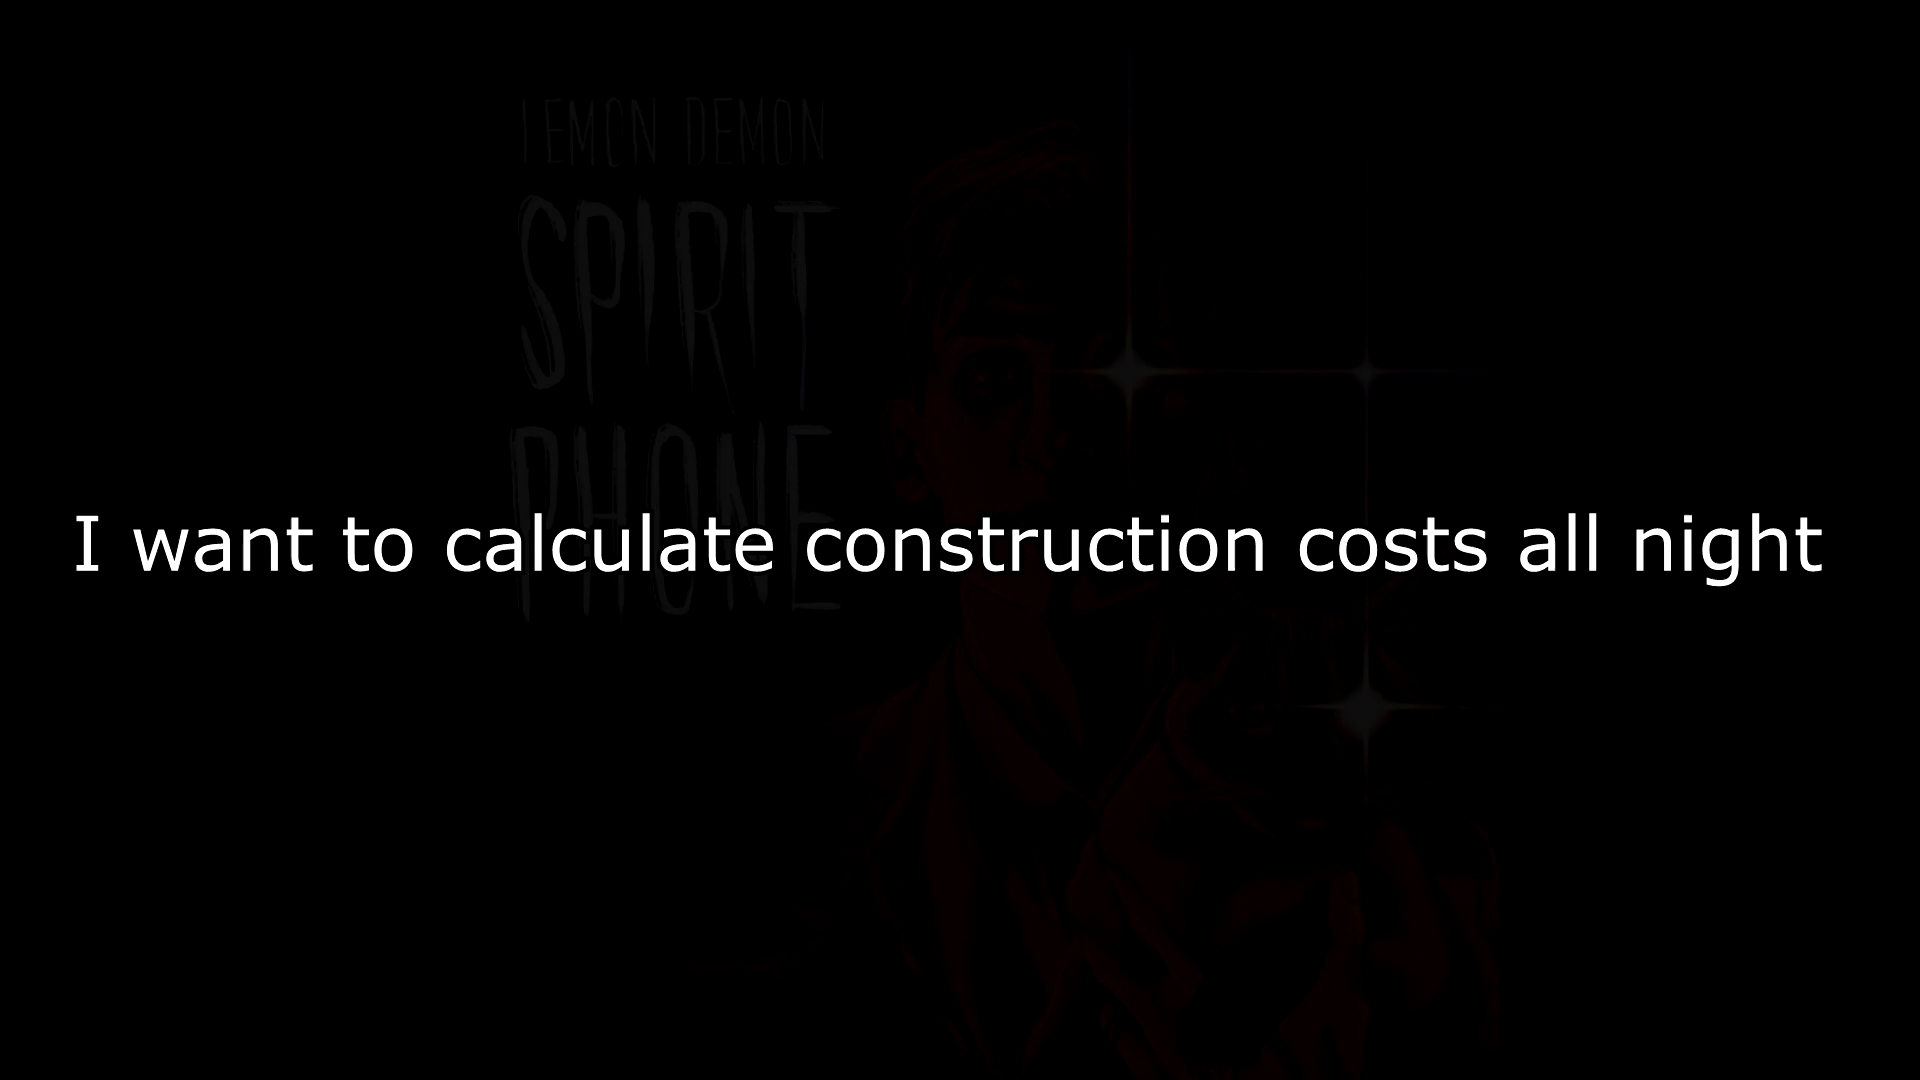 LEMON DEMON
SPIRIT
PHONE
I want to calculate construction costs all night